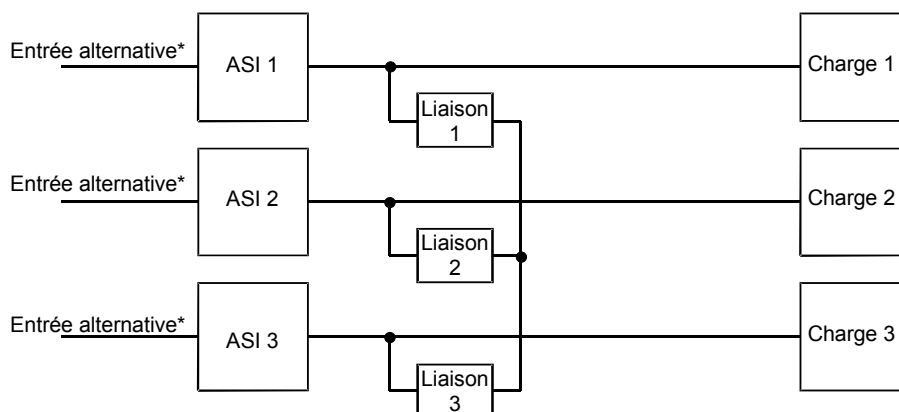 Entrée alternative*
ASI 1
Charge 1
Liaison
1
Entrée alternative*
ASI 2
Charge 2
Liaison
2
Entrée alternative*
ASI 3
Charge 3
Liaison
3